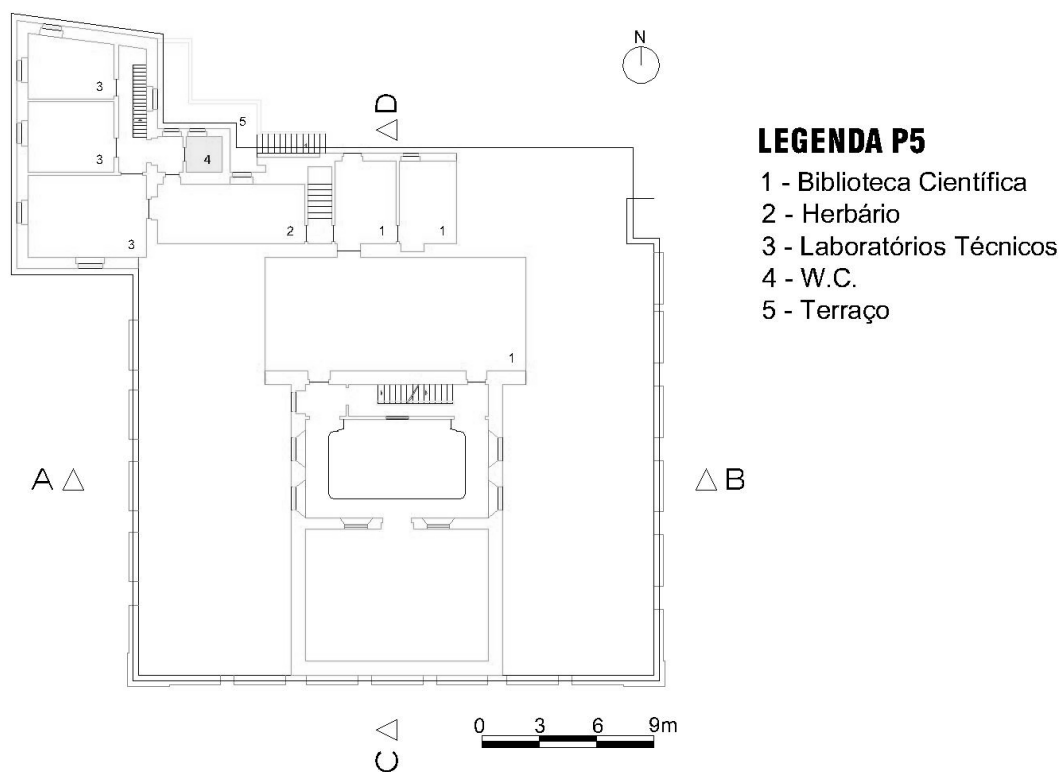 N
D
5
3
3
4
3
2
1
1
1
A
B
C
0 3 6 9m
LEGENDA P5
1 - Biblioteca Científica
2 - Herbário
3 - Laboratórios Técnicos
4 - W.C.
5 - Terraço